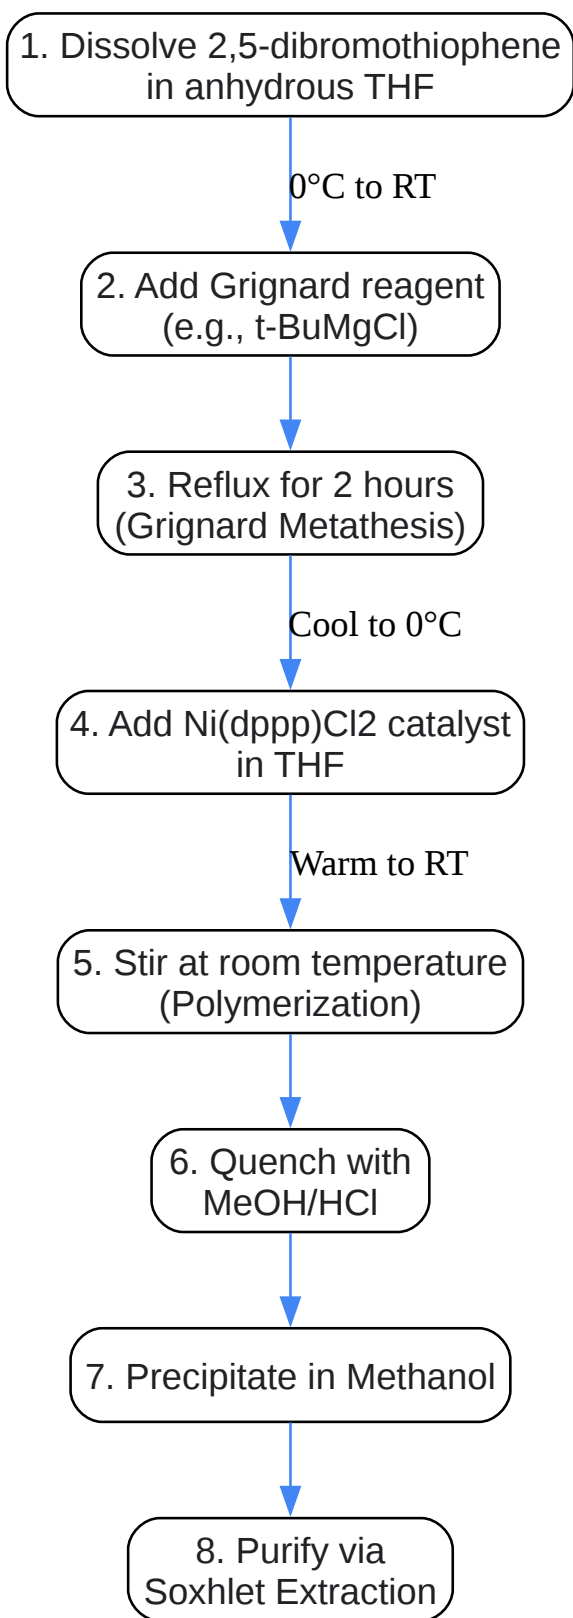 1. Dissolve 2,5-dibromothiophene
in anhydrous THF
0°C to RT
2. Add Grignard reagent
(e.g., t-BuMgCl)
3. Reflux for 2 hours
(Grignard Metathesis)
Cool to 0°C
4. Add Ni(dppp)Cl2 catalyst
in THF
Warm to RT
5. Stir at room temperature
(Polymerization)
6. Quench with
MeOH/HCl
7. Precipitate in Methanol
8. Purify via
Soxhlet Extraction